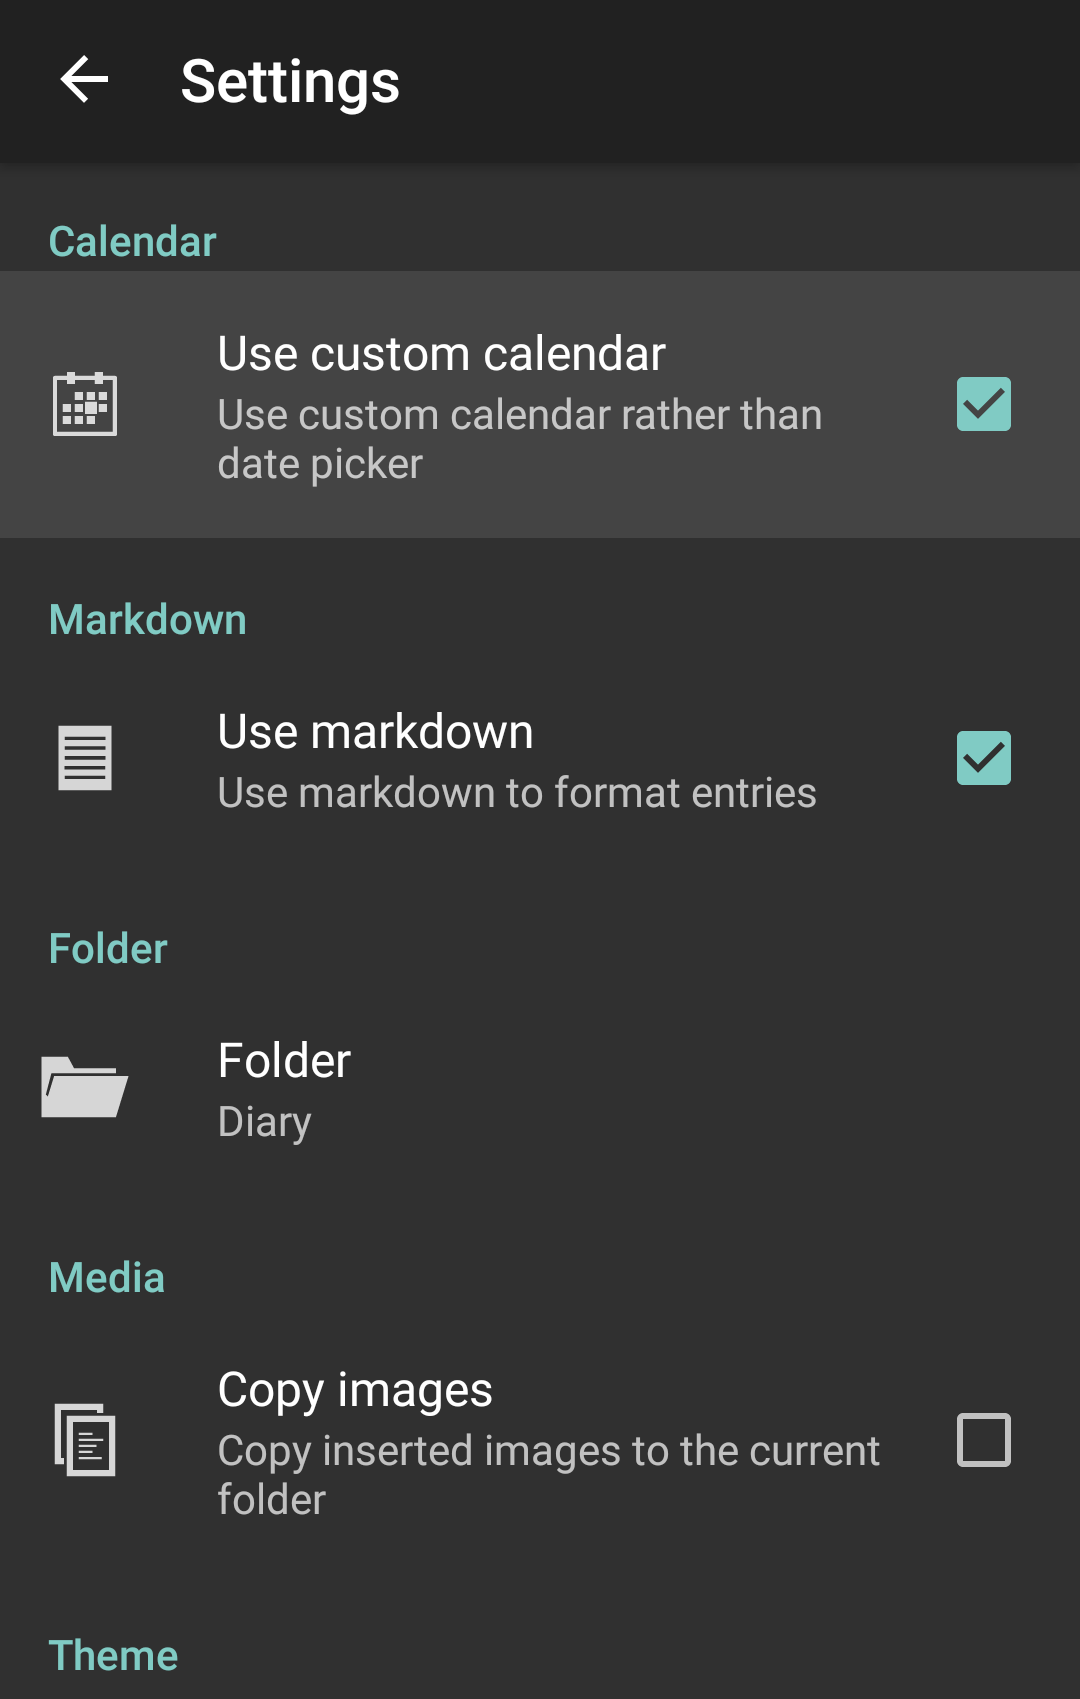 Settings
Calendar
Use custom calendar
Use custom calendar rather than
date picker
Markdown
Use markdown
Use markdown to format entries
Folder
Folder
Diary
Media
Copy images
Copy inserted images to the current
folder
Theme